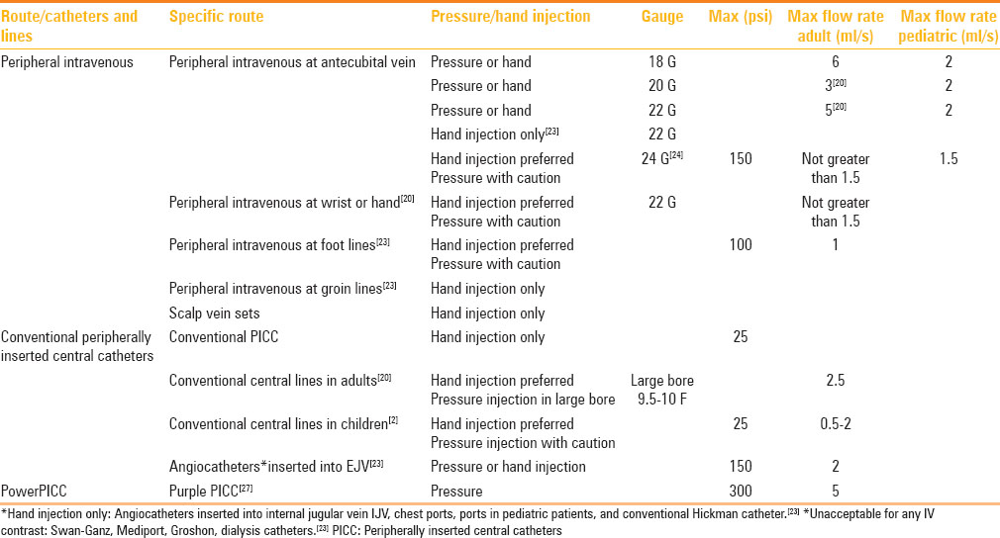 Route/catheters and lines Specific route Pressure/hand injection Gauge Max (psi) Max flow rate adult (ml/s) Max flow rate pediatric (ml/s)
Peripheral intravenous Peripheral intravenous at antecubital vein Pressure or hand 18 G 6 2
Pressure or hand 20 G 3[20] 2
Pressure or hand 22 G 5[20] 2
Hand injection only[23] 22 G
Hand injection preferred 24 G[24] 150 Not greater 1.5
Pressure with caution than 1.5
Peripheral intravenous at wrist or hand[20] Hand injection preferred 22 G Not greater
Pressure with caution than 1.5
Peripheral intravenous at foot lines[23] Hand injection preferred 100 1
Pressure with caution
Peripheral intravenous at groin lines[23] Hand injection only
Scalp vein sets Hand injection only
Conventional peripherally Conventional PICC Hand injection only 25
inserted central catheters
Conventional central lines in adults[20] Hand injection preferred Large bore 2.5
Pressure injection in large bore 9.5-10 F
Conventional central lines in children[2] Hand injection preferred 25 0.5-2
Pressure injection with caution
Angiocatheters*inserted into EJV[23] Pressure or hand injection 150 2
PowerPICC Purple PICC[27] Pressure 300 5
*Hand injection only: Angiocatheters inserted into internal jugular vein IJV, chest ports, ports in pediatric patients, and conventional Hickman catheter.[23] *Unacceptable for any IV
contrast: Swan-Ganz, Mediport, Groshon, dialysis catheters.[23] PICC: Peripherally inserted central catheters